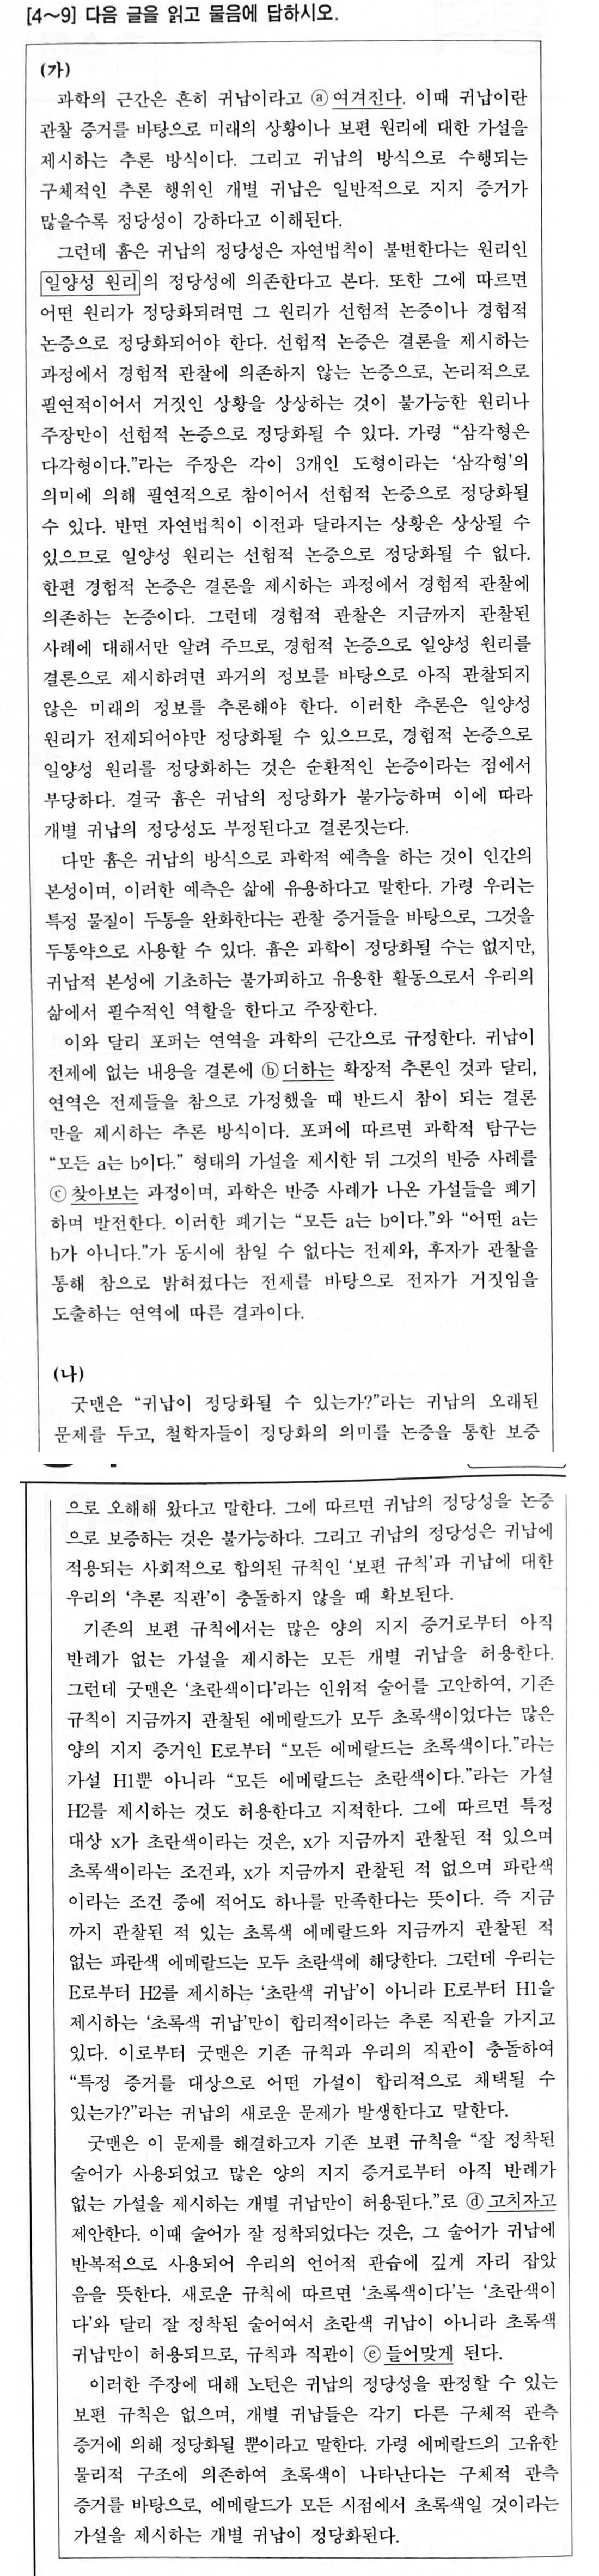 [4～9] 다음 글을 읽고 물음에 답하시오.
(가)
과학의 근간은 흔히 귀납이라고 ⓐ여겨진다. 이때 귀납이란
관찰 증거를 바탕으로 미래의 상황이나 보편 원리에 대한 가설을
제시하는 추론 방식이다. 그리고 귀납의 방식으로 수행되는
구체적인 추론 행위인 개별 귀납은 일반적으로 지지 증거가
많을수록 정당성이 강하다고 이해된다.
그런데 흄은 귀납의 정당성은 자연법칙이 불변한다는 원리인
일양성 원리의 정당성에 의존한다고 본다. 또한 그에 따르면
어떤 원리가 정당화되려면 그 원리가 선험적 논증이나 경험적
논증으로 정당화되어야 한다. 선험적 논증은 결론을 제시하는
과정에서 경험적 관찰에 의존하지 않는 논증으로, 논리적으로
필연적이어서 거짓인 상황을 상상하는 것이 불가능한 원리나
주장만이 선험적 논증으로 정당화될 수 있다. 가령 “삼각형은
다각형이다.”라는 주장은 각이 3개인 도형이라는 ‘삼각형’의
의미에 의해 필연적으로 참이어서 선험적 논증으로 정당화될
수 있다. 반면 자연법칙이 이전과 달라지는 상황은 상상될 수
있으므로 일양성 원리는 선험적 논증으로 정당화될 수 없다.
한편 경험적 논증은 결론을 제시하는 과정에서 경험적 관찰에
의존하는 논증이다. 그런데 경험적 관찰은 지금까지 관찰된
사례에 대해서만 알려 주므로, 경험적 논증으로 일양성 원리를
결론으로 제시하려면 과거의 정보를 바탕으로 아직 관찰되지
않은 미래의 정보를 추론해야 한다. 이러한 추론은 일양성
원리가 전제되어야만 정당화될 수 있으므로, 경험적 논증으로
일양성 원리를 정당화하는 것은 순환적인 논증이라는 점에서
부당하다. 결국 흄은 귀납의 정당화가 불가능하며 이에 따라
개별 귀납의 정당성도 부정된다고 결론짓는다.
다만 흄은 귀납의 방식으로 과학적 예측을 하는 것이 인간의
본성이며, 이러한 예측은 삶에 유용하다고 말한다. 가령 우리는
특정 물질이 두통을 완화한다는 관찰 증거들을 바탕으로, 그것을
두통약으로 사용할 수 있다. 흄은 과학이 정당화될 수는 없지만,
귀납적 본성에 기초하는 불가피하고 유용한 활동으로서 우리의
삶에서 필수적인 역할을 한다고 주장한다.
이와 달리 포퍼는 연역을 과학의 근간으로 규정한다. 귀납이
전제에 없는 내용을 결론에 ⓑ더하는 확장적 추론인 것과 달리,
연역은 전제들을 참으로 가정했을 때 반드시 참이 되는 결론
만을 제시하는 추론 방식이다. 포퍼에 따르면 과학적 탐구는
“모든 a는 b이다.” 형태의 가설을 제시한 뒤 그것의 반증 사례를
ⓒ찾아보는 과정이며, 과학은 반증 사례가 나온 가설들을 폐기
하며 발전한다. 이러한 폐기는 “모든 a는 b이다.”와 “어떤 a는
b가 아니다.”가 동시에 참일 수 없다는 전제와, 후자가 관찰을
통해 참으로 밝혀졌다는 전제를 바탕으로 전자가 거짓임을
도출하는 연역에 따른 결과이다.
(나)
굿맨은 “귀납이 정당화될 수 있는가?”라는 귀납의 오래된
문제를 두고, 철학자들이 정당화의 의미를 논증을 통한 보증
으로 오해해 왔다고 말한다. 그에 따르면 귀납의 정당성을 논증
으로 보증하는 것은 불가능하다. 그리고 귀납의 정당성은 귀납에
적용되는 사회적으로 합의된 규칙인 ‘보편 규칙’과 귀납에 대한
우리의 ‘추론 직관’이 충돌하지 않을 때 확보된다.
기존의 보편 규칙에서는 많은 양의 지지 증거로부터 아직
반례가 없는 가설을 제시하는 모든 개별 귀납을 허용한다.
그런데 굿맨은 ‘초란색이다’라는 인위적 술어를 고안하여, 기존
규칙이 지금까지 관찰된 에메랄드가 모두 초록색이었다는 많은
양의 지지 증거인 E로부터 “모든 에메랄드는 초록색이다.”라는
가설 H1뿐 아니라 “모든 에메랄드는 초란색이다.”라는 가설
H2를 제시하는 것도 허용한다고 지적한다. 그에 따르면 특정
대상 x가 초란색이라는 것은, x가 지금까지 관찰된 적 있으며
초록색이라는 조건과, x가 지금까지 관찰된 적 없으며 파란색
이라는 조건 중에 적어도 하나를 만족한다는 뜻이다. 즉 지금
까지 관찰된 적 있는 초록색 에메랄드와 지금까지 관찰된 적
없는 파란색 에메랄드는 모두 초란색에 해당한다. 그런데 우리는
E로부터 H2를 제시하는 ‘초란색 귀납’이 아니라 E로부터 H1을
제시하는 ‘초록색 귀납’만이 합리적이라는 추론 직관을 가지고
있다. 이로부터 굿맨은 기존 규칙과 우리의 직관이 충돌하여
“특정 증거를 대상으로 어떤 가설이 합리적으로 채택될 수
있는가?”라는 귀납의 새로운 문제가 발생한다고 말한다.
굿맨은 이 문제를 해결하고자 기존 보편 규칙을 “잘 정착된
술어가 사용되었고 많은 양의 지지 증거로부터 아직 반례가
없는 가설을 제시하는 개별 귀납만이 허용된다.”로 ⓓ고치자고
제안한다. 이때 술어가 잘 정착되었다는 것은, 그 술어가 귀납에
반복적으로 사용되어 우리의 언어적 관습에 깊게 자리 잡았
음을 뜻한다. 새로운 규칙에 따르면 ‘초록색이다’는 ‘초란색이
다’와 달리 잘 정착된 술어여서 초란색 귀납이 아니라 초록색
귀납만이 허용되므로, 규칙과 직관이 ⓔ들어맞게 된다.
이러한 주장에 대해 노턴은 귀납의 정당성을 판정할 수 있는
보편 규칙은 없으며, 개별 귀납들은 각기 다른 구체적 관측
증거에 의해 정당화될 뿐이라고 말한다. 가령 에메랄드의 고유한
물리적 구조에 의존하여 초록색이 나타난다는 구체적 관측
증거를 바탕으로, 에메랄드가 모든 시점에서 초록색일 것이라는
가설을 제시하는 개별 귀납이 정당화된다.